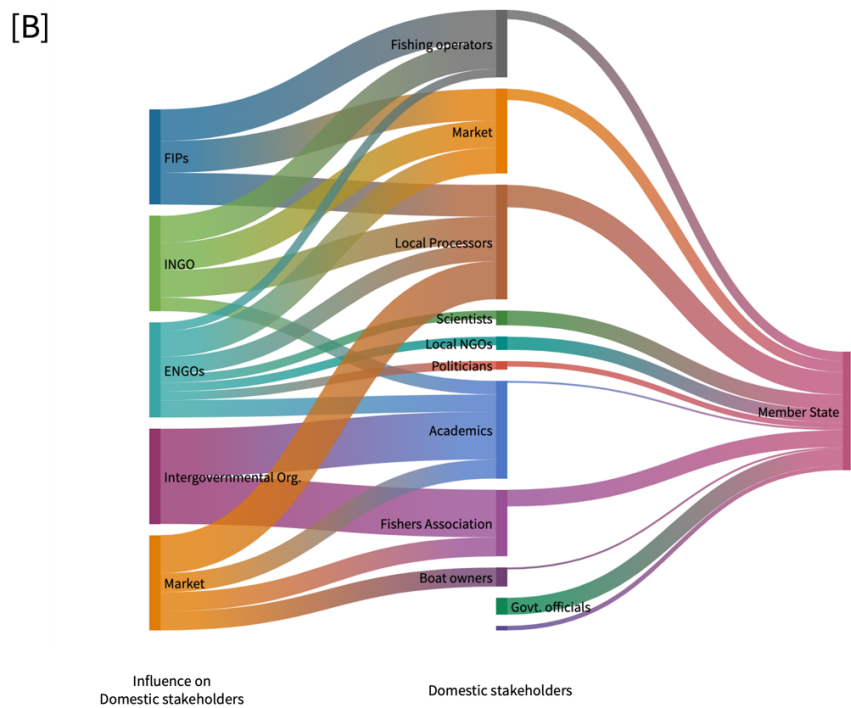 [B]
Fishing operators
Market
FIPs
Local Processors
INGO
Scientists
Local NGOs
Politicians
ENGOs
Member State
Academics
Intergovernmental Org.
Fishers Association
Boat owners
Market
Govt. officials
Influence on
Domestic stakeholders
Domestic stakeholders